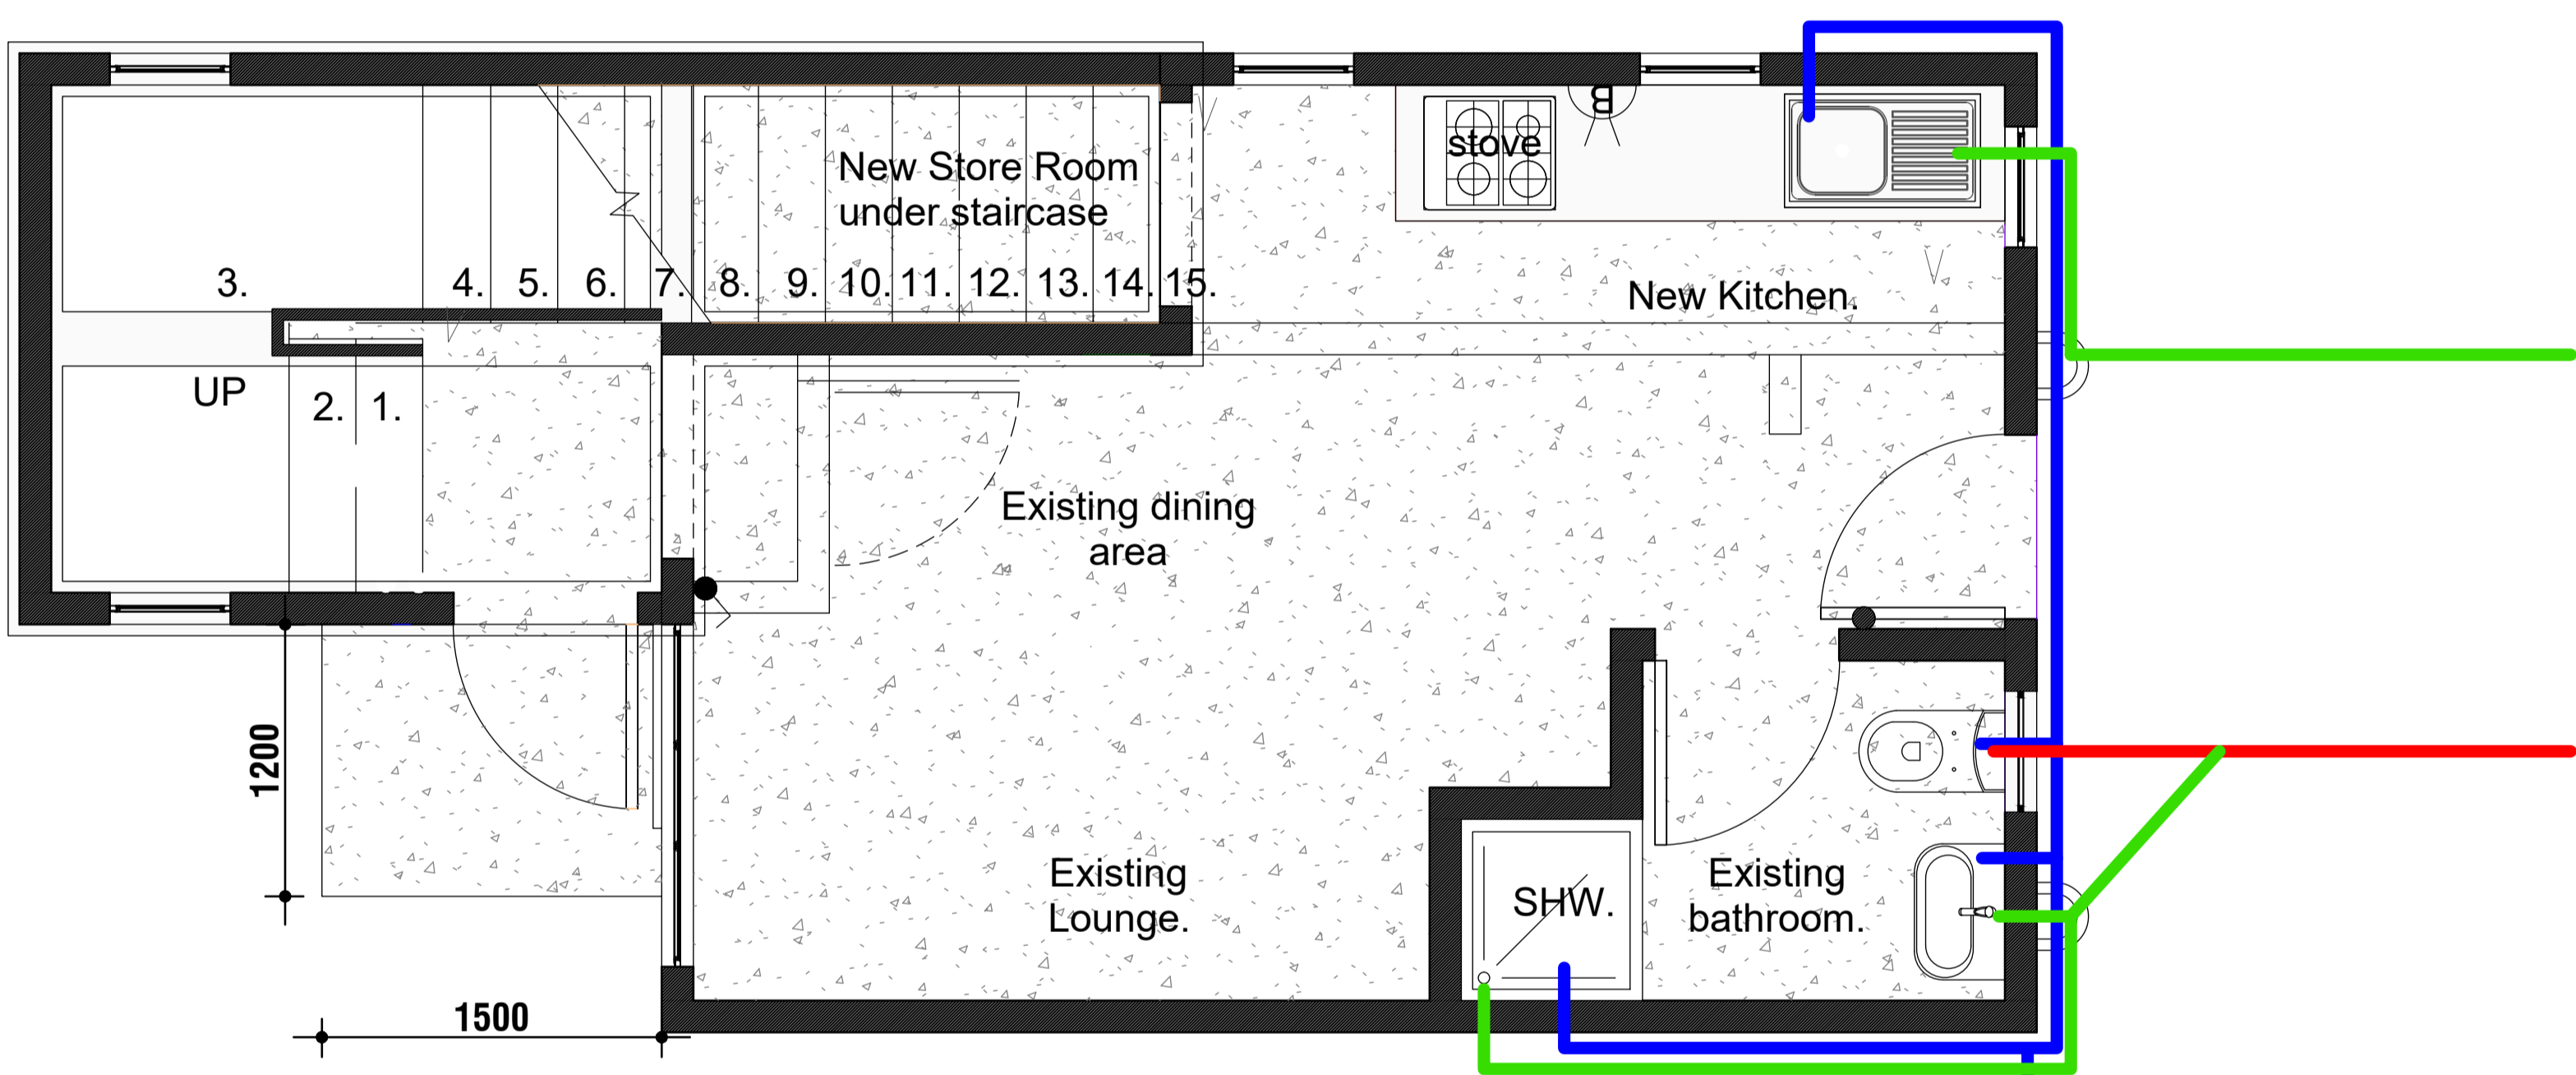 stove
B
New Store Room
under staircase
3.
4.
5.
6.
7.
8.
9.
10.
11.
12.
13.
14.
15.
New Kitchen.
UP
2.
1.
Existing dining
area
1200
Existing
Lounge.
SHW.
Existing
bathroom.
1500